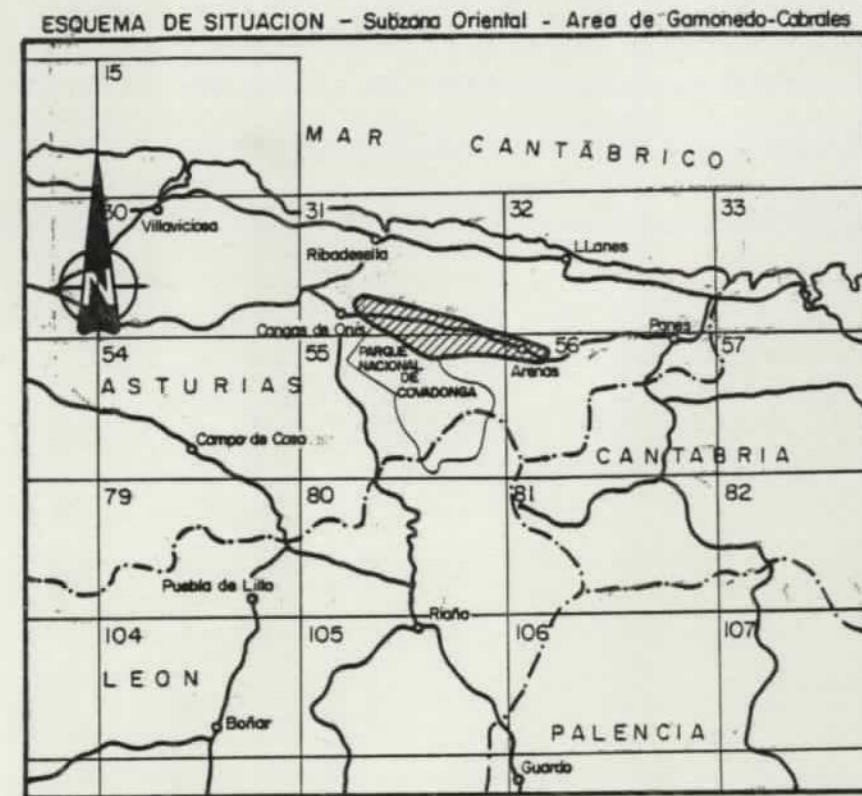 ESQUEMA DE SITUACION - Subzona Oriental - Area de Gamonedo-Cabrales
15
MAR CANTÁBRICO
30
31
32
33
Villaviciosa
Ribadesella
LLanes
N
Cangas de Onis
Panes
54
55
56
57
PARQUE
NACIONAL
DE
COVADONGA
Arenas
ASTURIAS
Campo de Caso
CANTABRIA
79
80
81
82
Puebla de Lillo
Riaño
104
105
106
107
LEON
Boñar
PALENCIA
Guardo